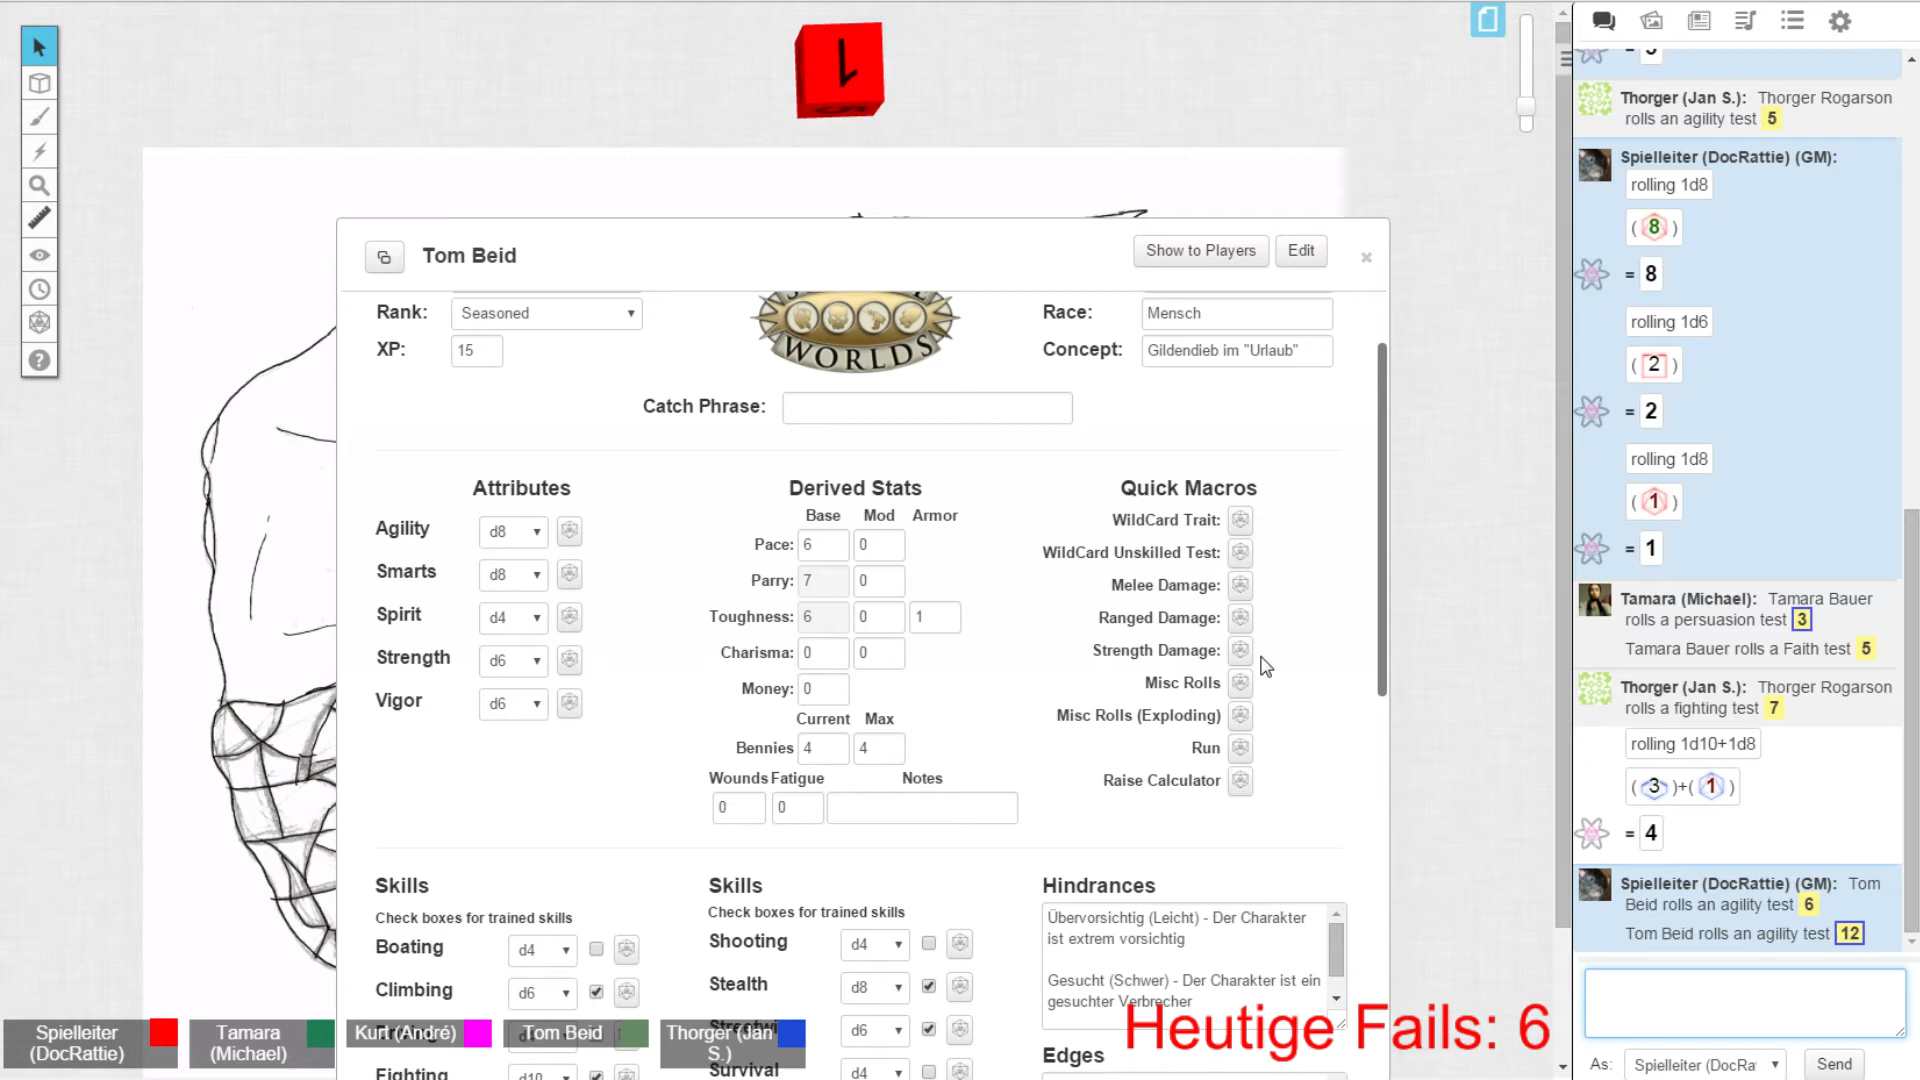 Tom Beid
Show to Players
Edit
Rank:
Seasoned
WORLDS
Race:
Mensch
XP:
15
Concept:
Gildendieb im "Urlaub"
Catch Phrase:
Attributes
Agility
d8
Smarts
d8
Spirit
d4
Strength
d6
Vigor
d6
Derived Stats
Base Mod Armor
Pace: 6 0
Parry: 7 0
Toughness: 6 0 1
Charisma: 0 0
Money: 0
Current Max
Bennies 4 4
Wounds Fatigue Notes
0 0
Quick Macros
WildCard Trait:
WildCard Unskilled Test:
Melee Damage:
Ranged Damage:
Strength Damage:
Misc Rolls
Misc Rolls (Exploding)
Run
Raise Calculator
Skills
Check boxes for trained skills
Boating d4
Climbing d6
Fighting d10
Skills
Check boxes for trained skills
Shooting d4
Stealth d8
d6
Survival d4
Hindrances
Übervorsichtig (Leicht) - Der Charakter
ist extrem vorsichtig
Gesucht (Schwer) - Der Charakter ist ein
gesuchter Verbrecher
Edges
Heutige Fails: 6
Spielleiter
(DocRattie)
Tamara
(Michael)
Kurt (André)
Tom Beid
Thorger (Jan
S.)
1
Thorger (Jan S.): Thorger Rogarson
rolls an agility test 5
Spielleiter (DocRattie) (GM):
rolling 1d8
(8)
= 8
rolling 1d6
(2)
= 2
rolling 1d8
(1)
= 1
Tamara (Michael): Tamara Bauer
rolls a persuasion test 3
Tamara Bauer rolls a Faith test 5
Thorger (Jan S.): Thorger Rogarson
rolls a fighting test 7
rolling 1d10+1d8
(3)+(1)
= 4
Spielleiter (DocRattie) (GM): Tom
Beid rolls an agility test 6
Tom Beid rolls an agility test 12
As:
Spielleiter (DocRat
Send